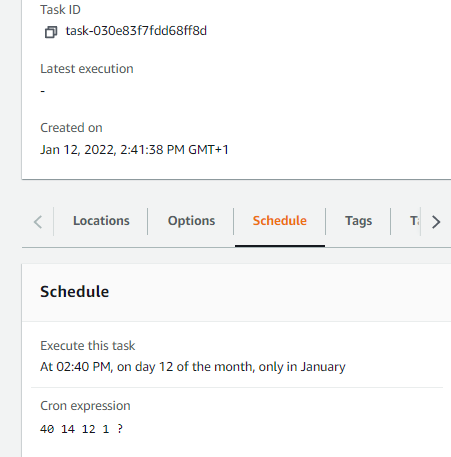 Task ID
task-030e83f7fdd68ff8d
Latest execution
-
Created on
Jan 12, 2022, 2:41:38 PM GMT+1
Locations Options Schedule Tags
Schedule
Execute this task
At 02:40 PM, on day 12 of the month, only in January
Cron expression
40 14 12 1 ?